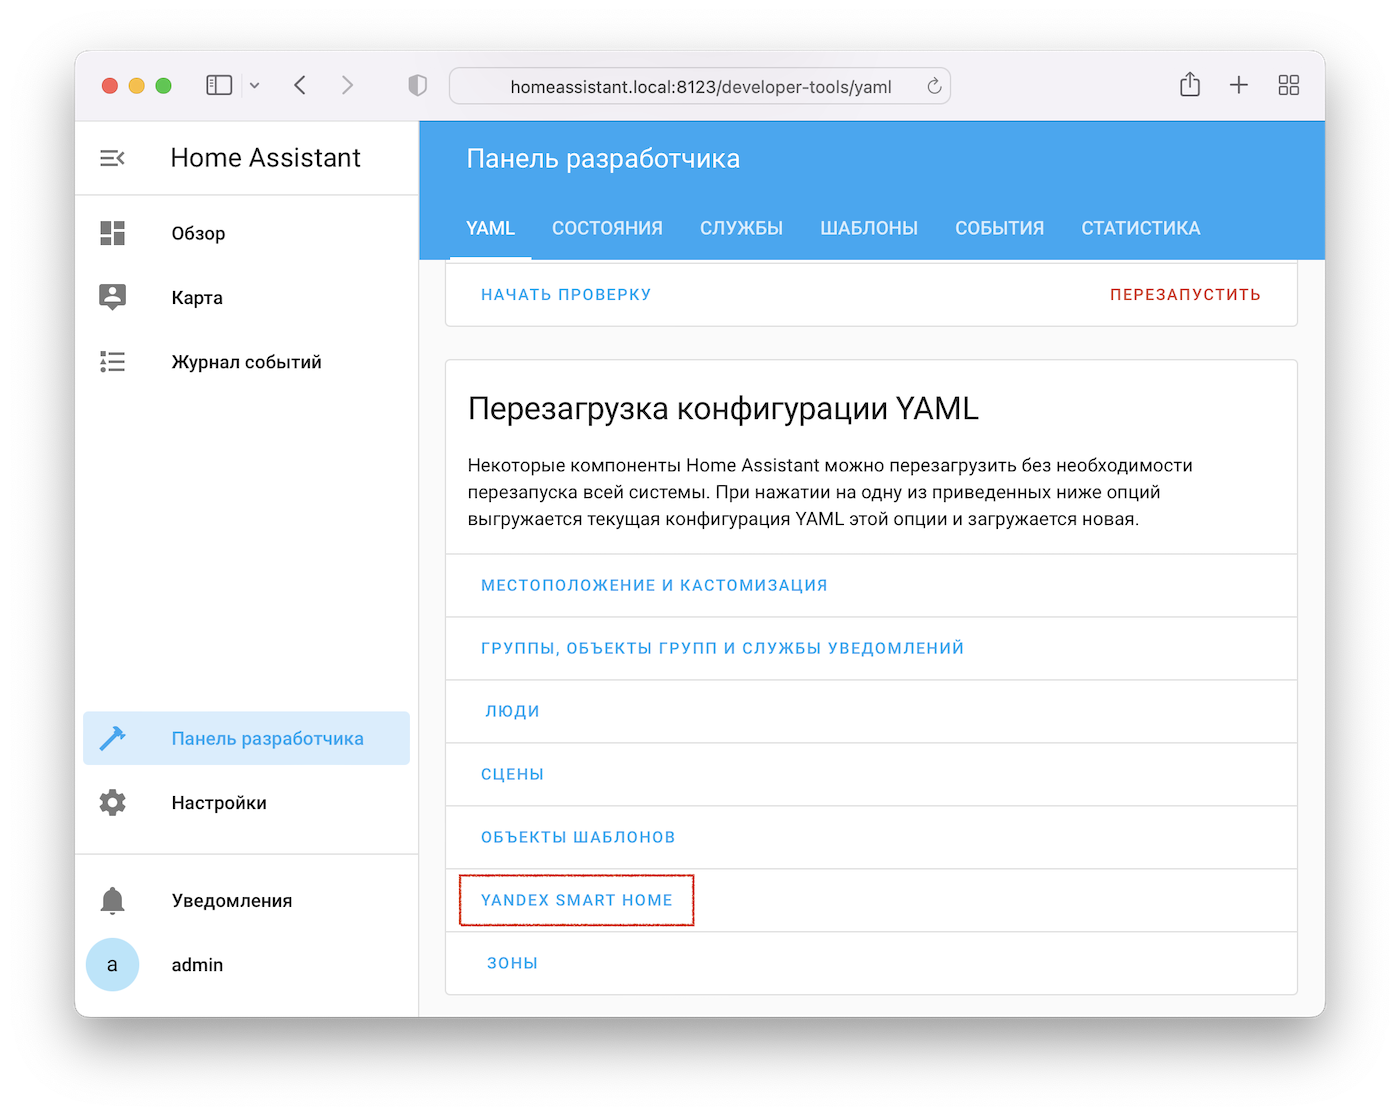 homeassistant.local:8123/developer-tools/yaml
Home Assistant
Обзор
Карта
Журнал событий
Панель разработчика
Настройки
Уведомления
a
admin
Панель разработчика
YAML СОСТОЯНИЯ СЛУЖБЫ ШАБЛОНЫ СОБЫТИЯ СТАТИСТИКА
НАЧАТЬ ПРОВЕРКУ ПЕРЕЗАПУСТИТЬ
Перезагрузка конфигурации YAML
Некоторые компоненты Home Assistant можно перезагрузить без необходимости
перезапуска всей системы. При нажатии на одну из приведенных ниже опций
выгружается текущая конфигурация YAML этой опции и загружается новая.
МЕСТОПОЛОЖЕНИЕ И КАСТОМИЗАЦИЯ
ГРУППЫ, ОБЪЕКТЫ ГРУПП И СЛУЖБЫ УВЕДОМЛЕНИЙ
ЛЮДИ
СЦЕНЫ
ОБЪЕКТЫ ШАБЛОНОВ
YANDEX SMART HOME
ЗОНЫ